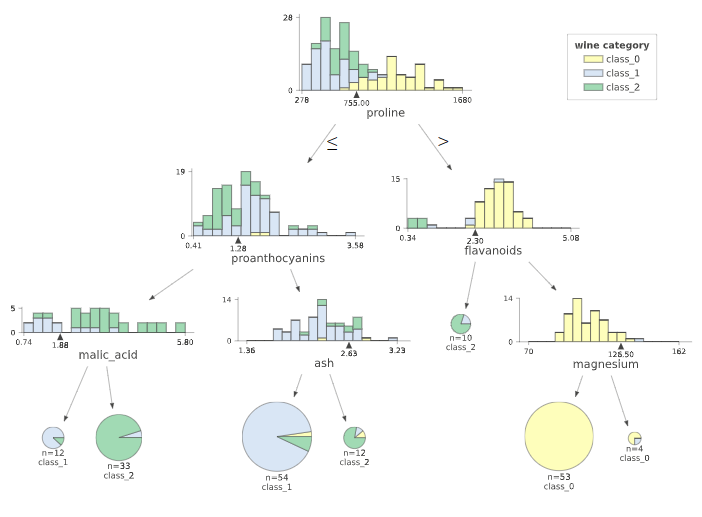 28
wine category
class_0
class_1
class_2
0
278
755.00
1680
proline
≤
>
19
15
0
0
0.41
1.28
3.58
proanthocyanins
0.34
2.30
5.08
flavanoids
5
0
0.74
5.80
malic_acid
14
0
1.36
2.63
3.23
ash
n=10
class_2
14
0
70
126.50
162
magnesium
n=12
class_1
n=33
class_2
n=54
class_1
n=12
class_2
n=53
class_0
n=4
class_0